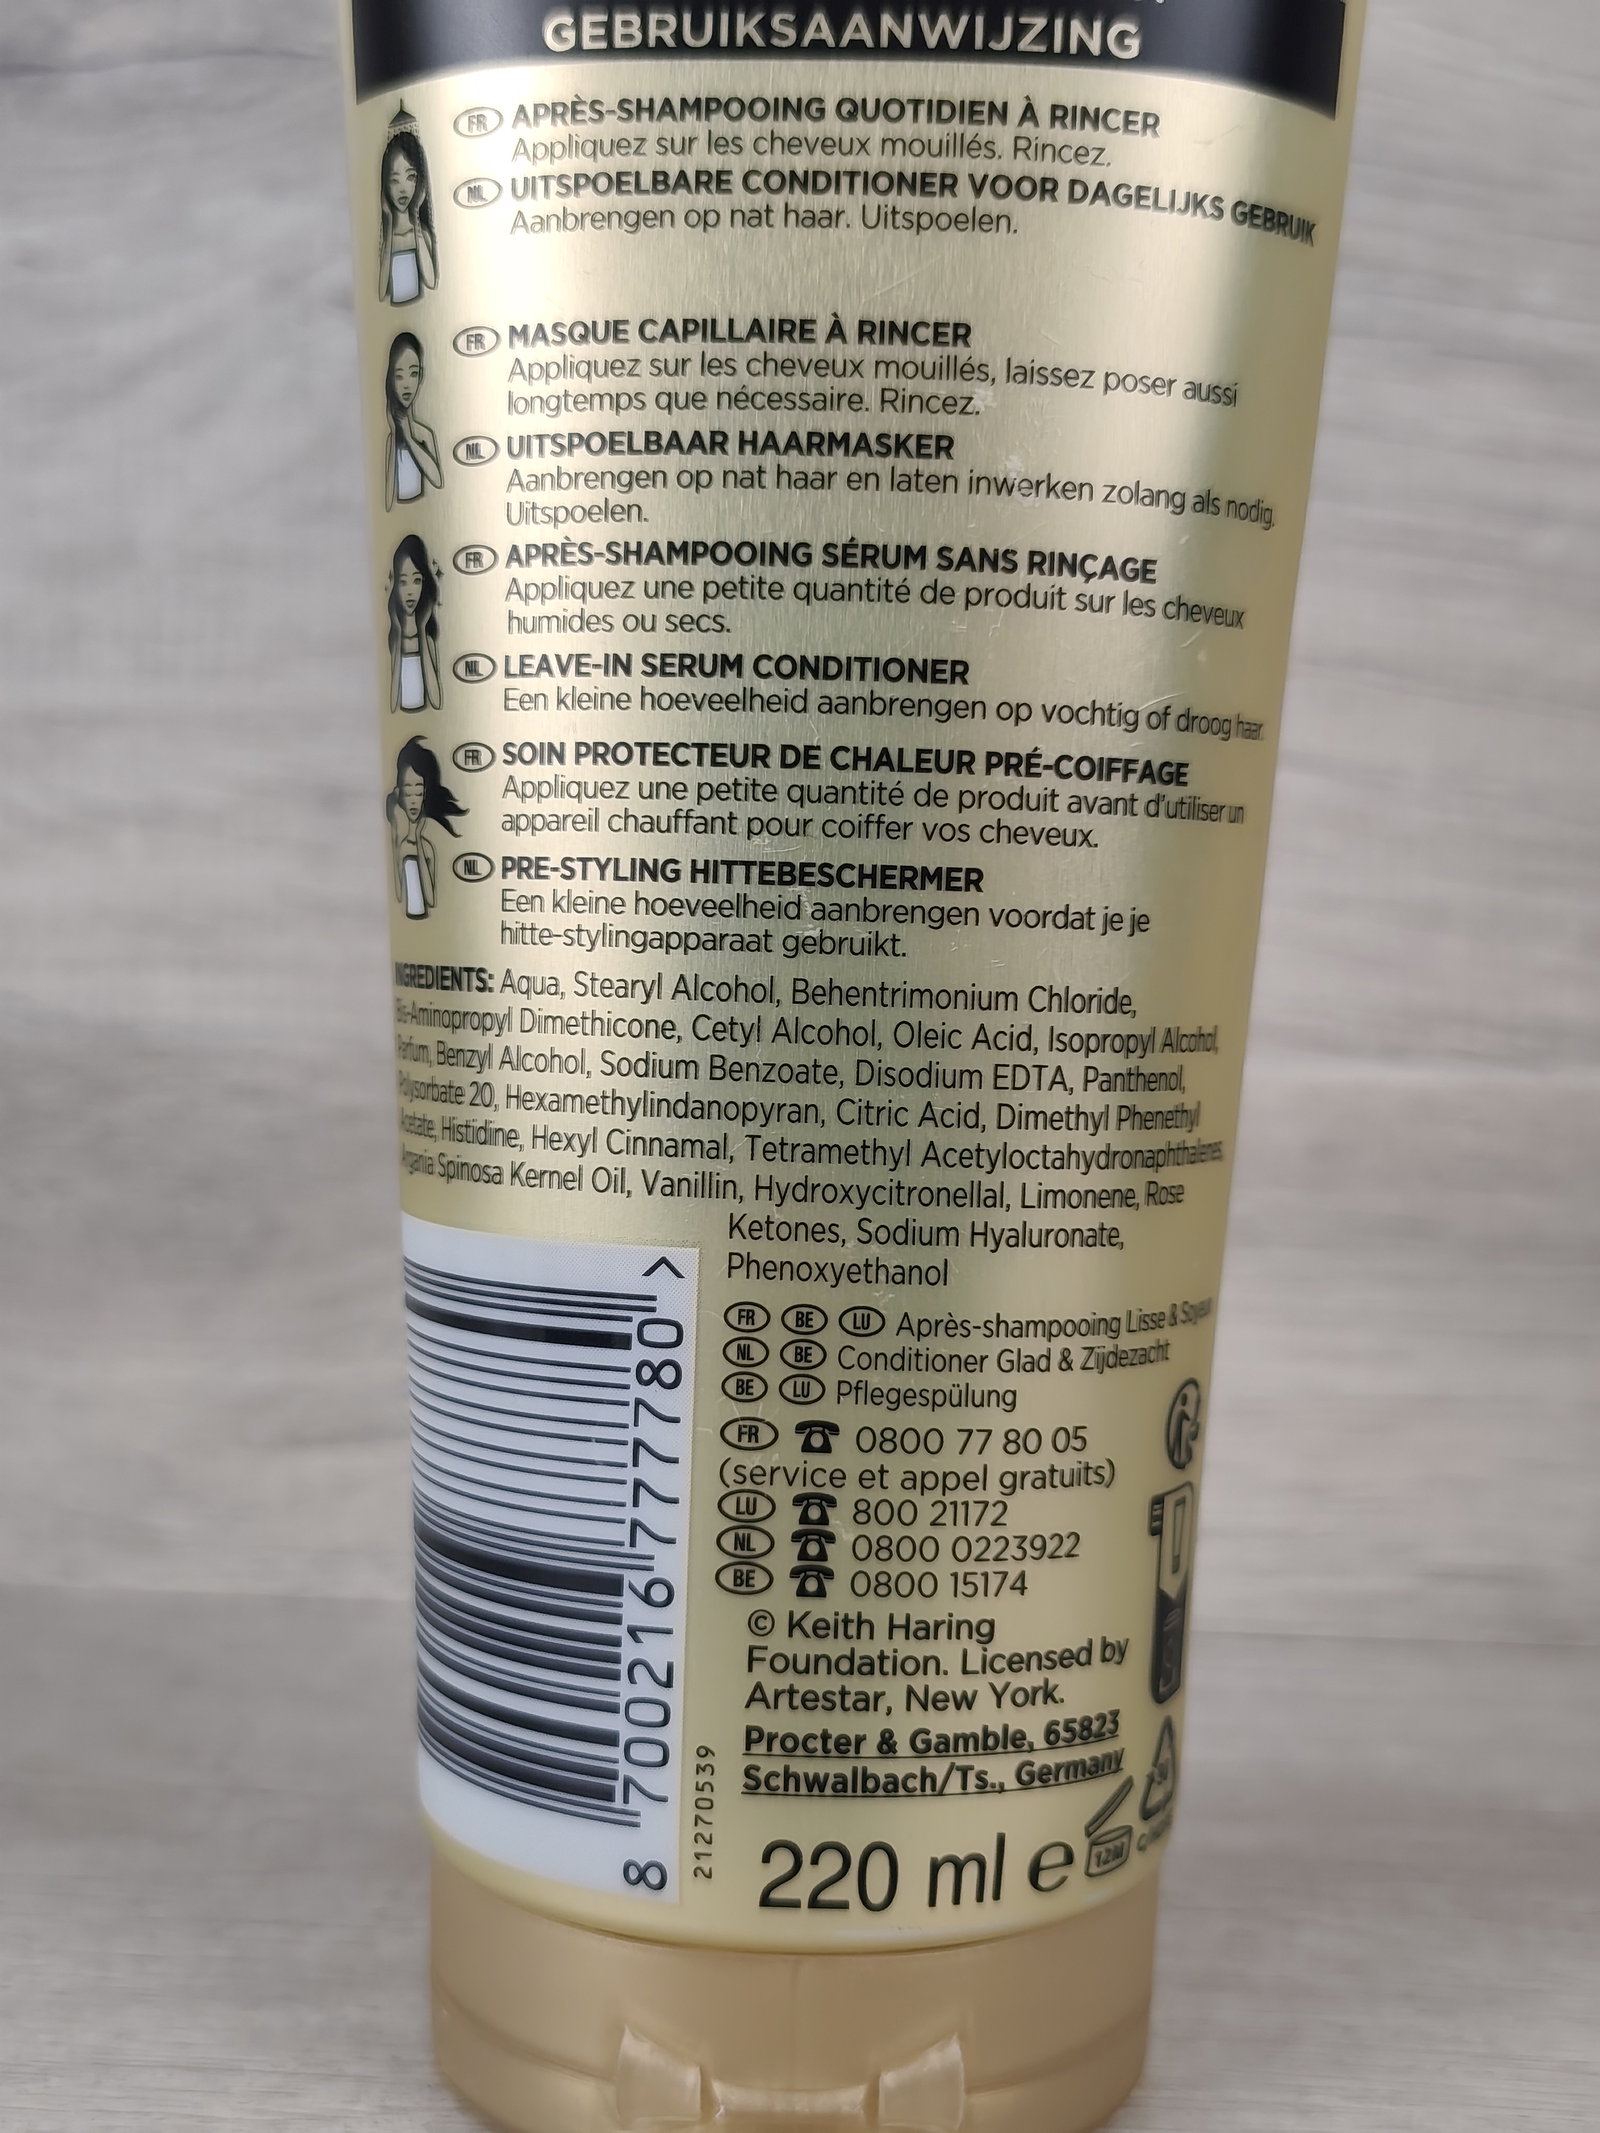 GEBRUIKSAANWIJZING
FR APRÈS-SHAMPOOING QUOTIDIEN À RINCER
Appliquez sur les cheveux mouillés. Rincez.
NL UITSPOELBARE CONDITIONER VOOR DAGELIJKS GEBRUIK
Aanbrengen op nat haar. Uitspoelen.
FR MASQUE CAPILLAIRE À RINCER
Appliquez sur les cheveux mouillés, laissez poser aussi
longtemps que nécessaire. Rincez.
NL UITSPOELBAAR HAARMASKER
Aanbrengen op nat haar en laten inwerken zolang als nodig.
Uitspoelen.
FR APRÈS-SHAMPOOING SÉRUM SANS RINÇAGE
Appliquez une petite quantité de produit sur les cheveux
humides ou secs.
NL LEAVE-IN SERUM CONDITIONER
Een kleine hoeveelheid aanbrengen op vochtig of droog haar.
FR SOIN PROTECTEUR DE CHALEUR PRÉ-COIFFAGE
Appliquez une petite quantité de produit avant d'utiliser un
appareil chauffant pour coiffer vos cheveux.
NL PRE-STYLING HITTEBESCHERMER
Een kleine hoeveelheid aanbrengen voordat je je
hitte-stylingapparaat gebruikt.
INGREDIENTS: Aqua, Stearyl Alcohol, Behentrimonium Chloride,
Bis-Aminopropyl Dimethicone, Cetyl Alcohol, Oleic Acid, Isopropyl Alcohol,
Parfum, Benzyl Alcohol, Sodium Benzoate, Disodium EDTA, Panthenol,
Polysorbate 20, Hexamethylindanopyran, Citric Acid, Dimethyl Phenethyl
Acetate, Histidine, Hexyl Cinnamal, Tetramethyl Acetyloctahydronaphthalenes
Argania Spinosa Kernel Oil, Vanillin, Hydroxycitronellal, Limonene, Rose
Ketones, Sodium Hyaluronate,
Phenoxyethanol
FR BE LU Après-shampooing Lisse & Soyeux
NL BE Conditioner Glad & Zijdezacht
BE LU Pflegespülung
FR 0800 77 80 05
(service et appel gratuits)
LU 800 21172
NL 0800 0223922
BE 0800 15174
© Keith Haring
Foundation. Licensed by
Artestar, New York.
Procter & Gamble, 65823
Schwalbach/Ts., Germany
220 ml e
12M
8 700216 777780 >
21270539